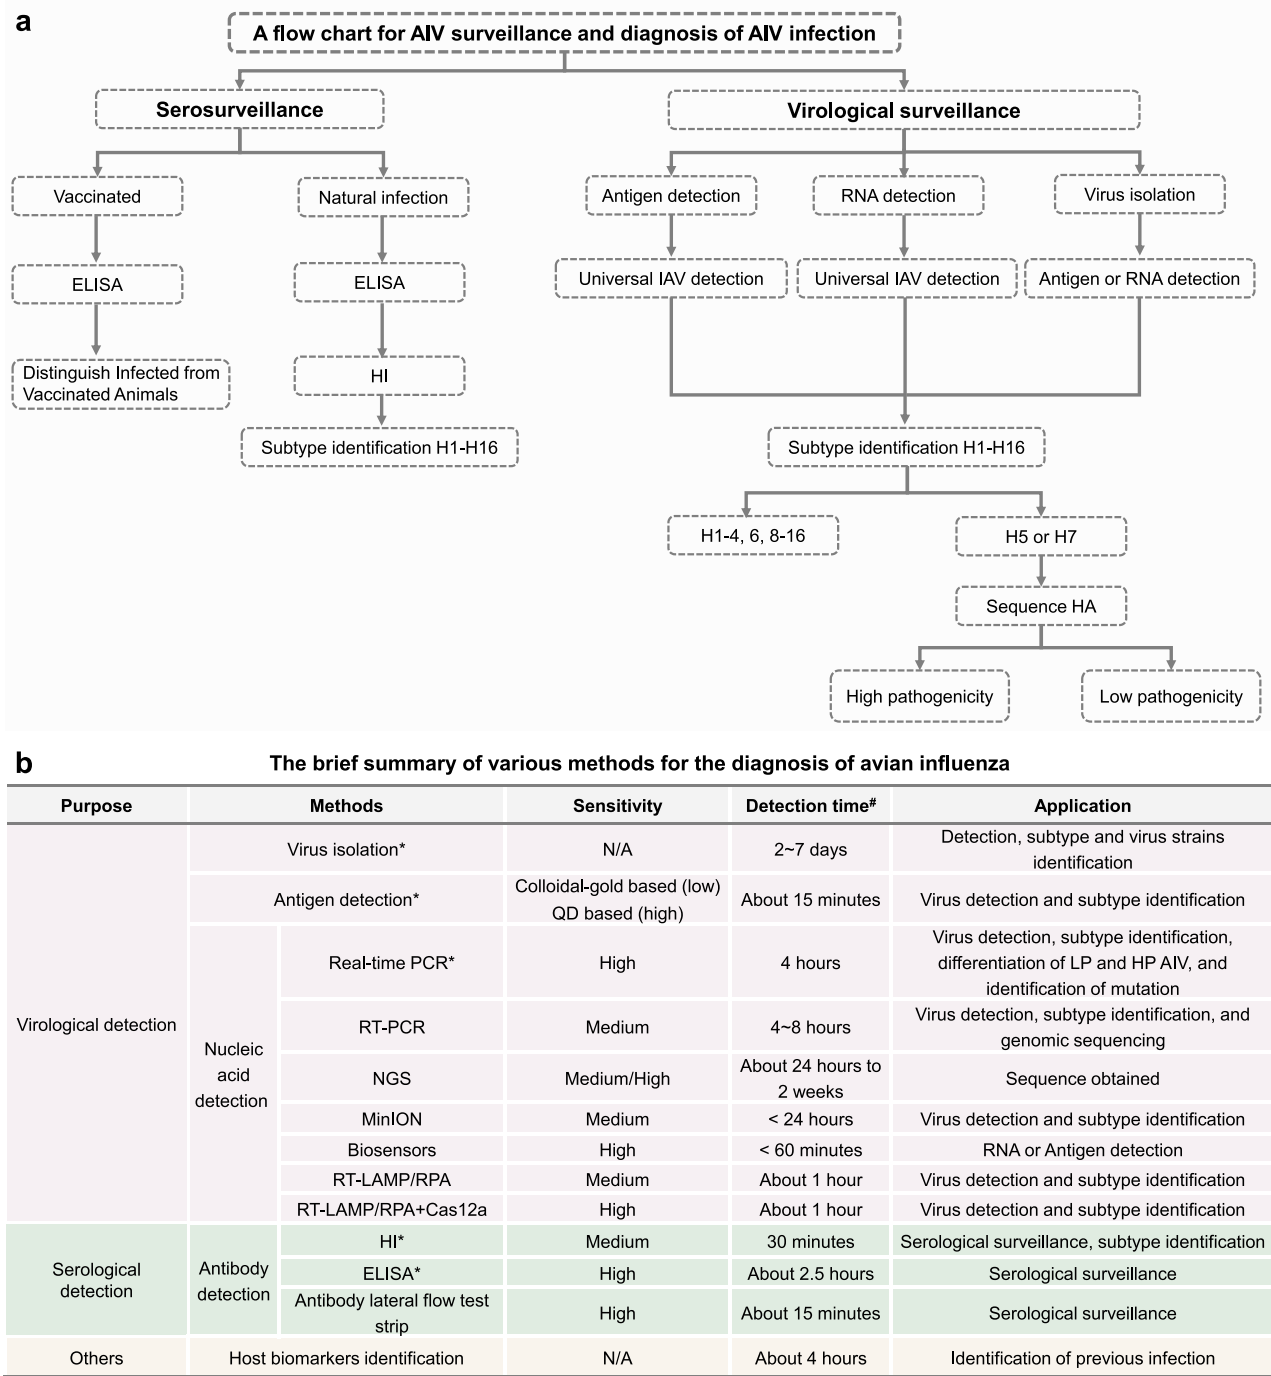 a
A flow chart for AIV surveillance and diagnosis of AIV infection
Serosurveillance
Virological surveillance
Vaccinated
Natural infection
Antigen detection
RNA detection
Virus isolation
ELISA
ELISA
Universal IAV detection
Universal IAV detection
Antigen or RNA detection
Distinguish Infected from
Vaccinated Animals
HI
Subtype identification H1-H16
Subtype identification H1-H16
H1-4, 6, 8-16
H5 or H7
Sequence HA
High pathogenicity
Low pathogenicity
b
The brief summary of various methods for the diagnosis of avian influenza
Purpose Methods Sensitivity Detection time# Application
Virological detection
Virus isolation* N/A 2~7 days
Detection, subtype and virus strains
identification
Antigen detection*
Colloidal-gold based (low)
QD based (high)
About 15 minutes Virus detection and subtype identification
Nucleic
acid
detection
Real-time PCR* High 4 hours
Virus detection, subtype identification,
differentiation of LP and HP AIV, and
identification of mutation
RT-PCR Medium 4~8 hours
Virus detection, subtype identification, and
genomic sequencing
NGS Medium/High
About 24 hours to
2 weeks
Sequence obtained
MinION Medium < 24 hours Virus detection and subtype identification
Biosensors High < 60 minutes RNA or Antigen detection
RT-LAMP/RPA Medium About 1 hour Virus detection and subtype identification
RT-LAMP/RPA+Cas12a High About 1 hour Virus detection and subtype identification
Serological
detection
Antibody
detection
HI* Medium 30 minutes Serological surveillance, subtype identification
ELISA* High About 2.5 hours Serological surveillance
Antibody lateral flow test
strip
High About 15 minutes Serological surveillance
Others Host biomarkers identification N/A About 4 hours Identification of previous infection